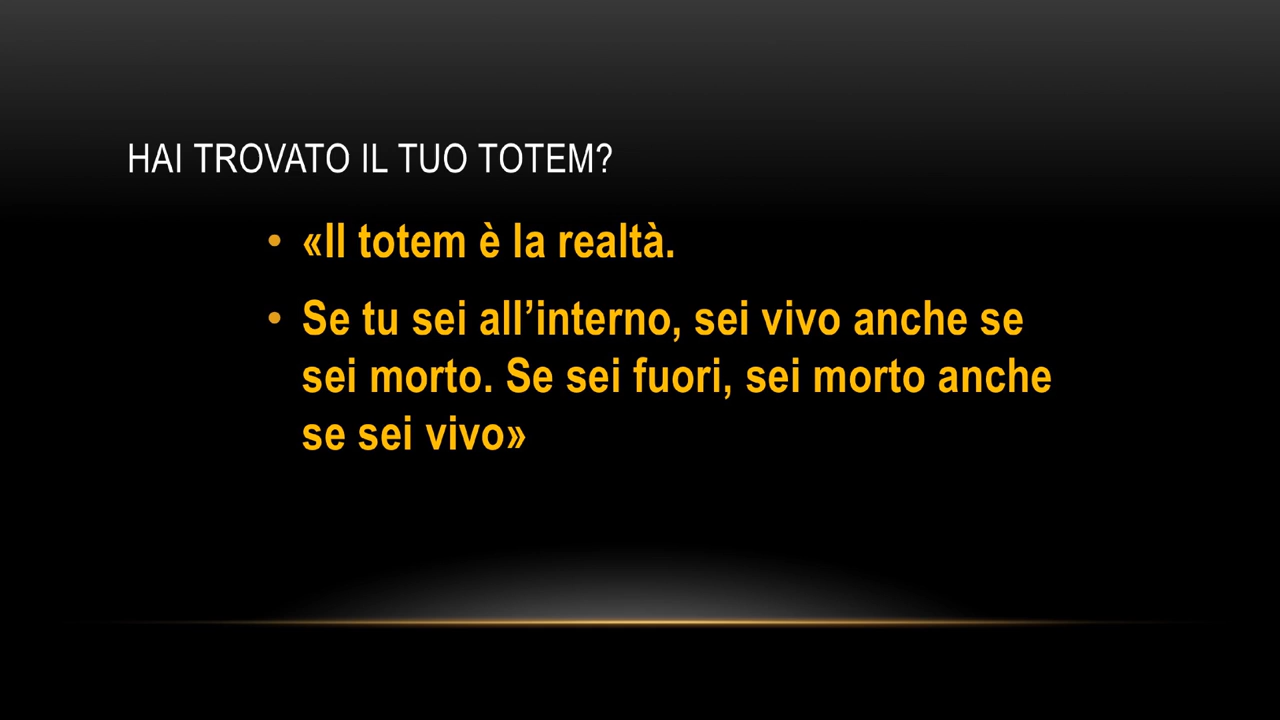 HAI TROVATO IL TUO TOTEM?
• «Il totem è la realtà.
• Se tu sei all’interno, sei vivo anche se
sei morto. Se sei fuori, sei morto anche
se sei vivo»